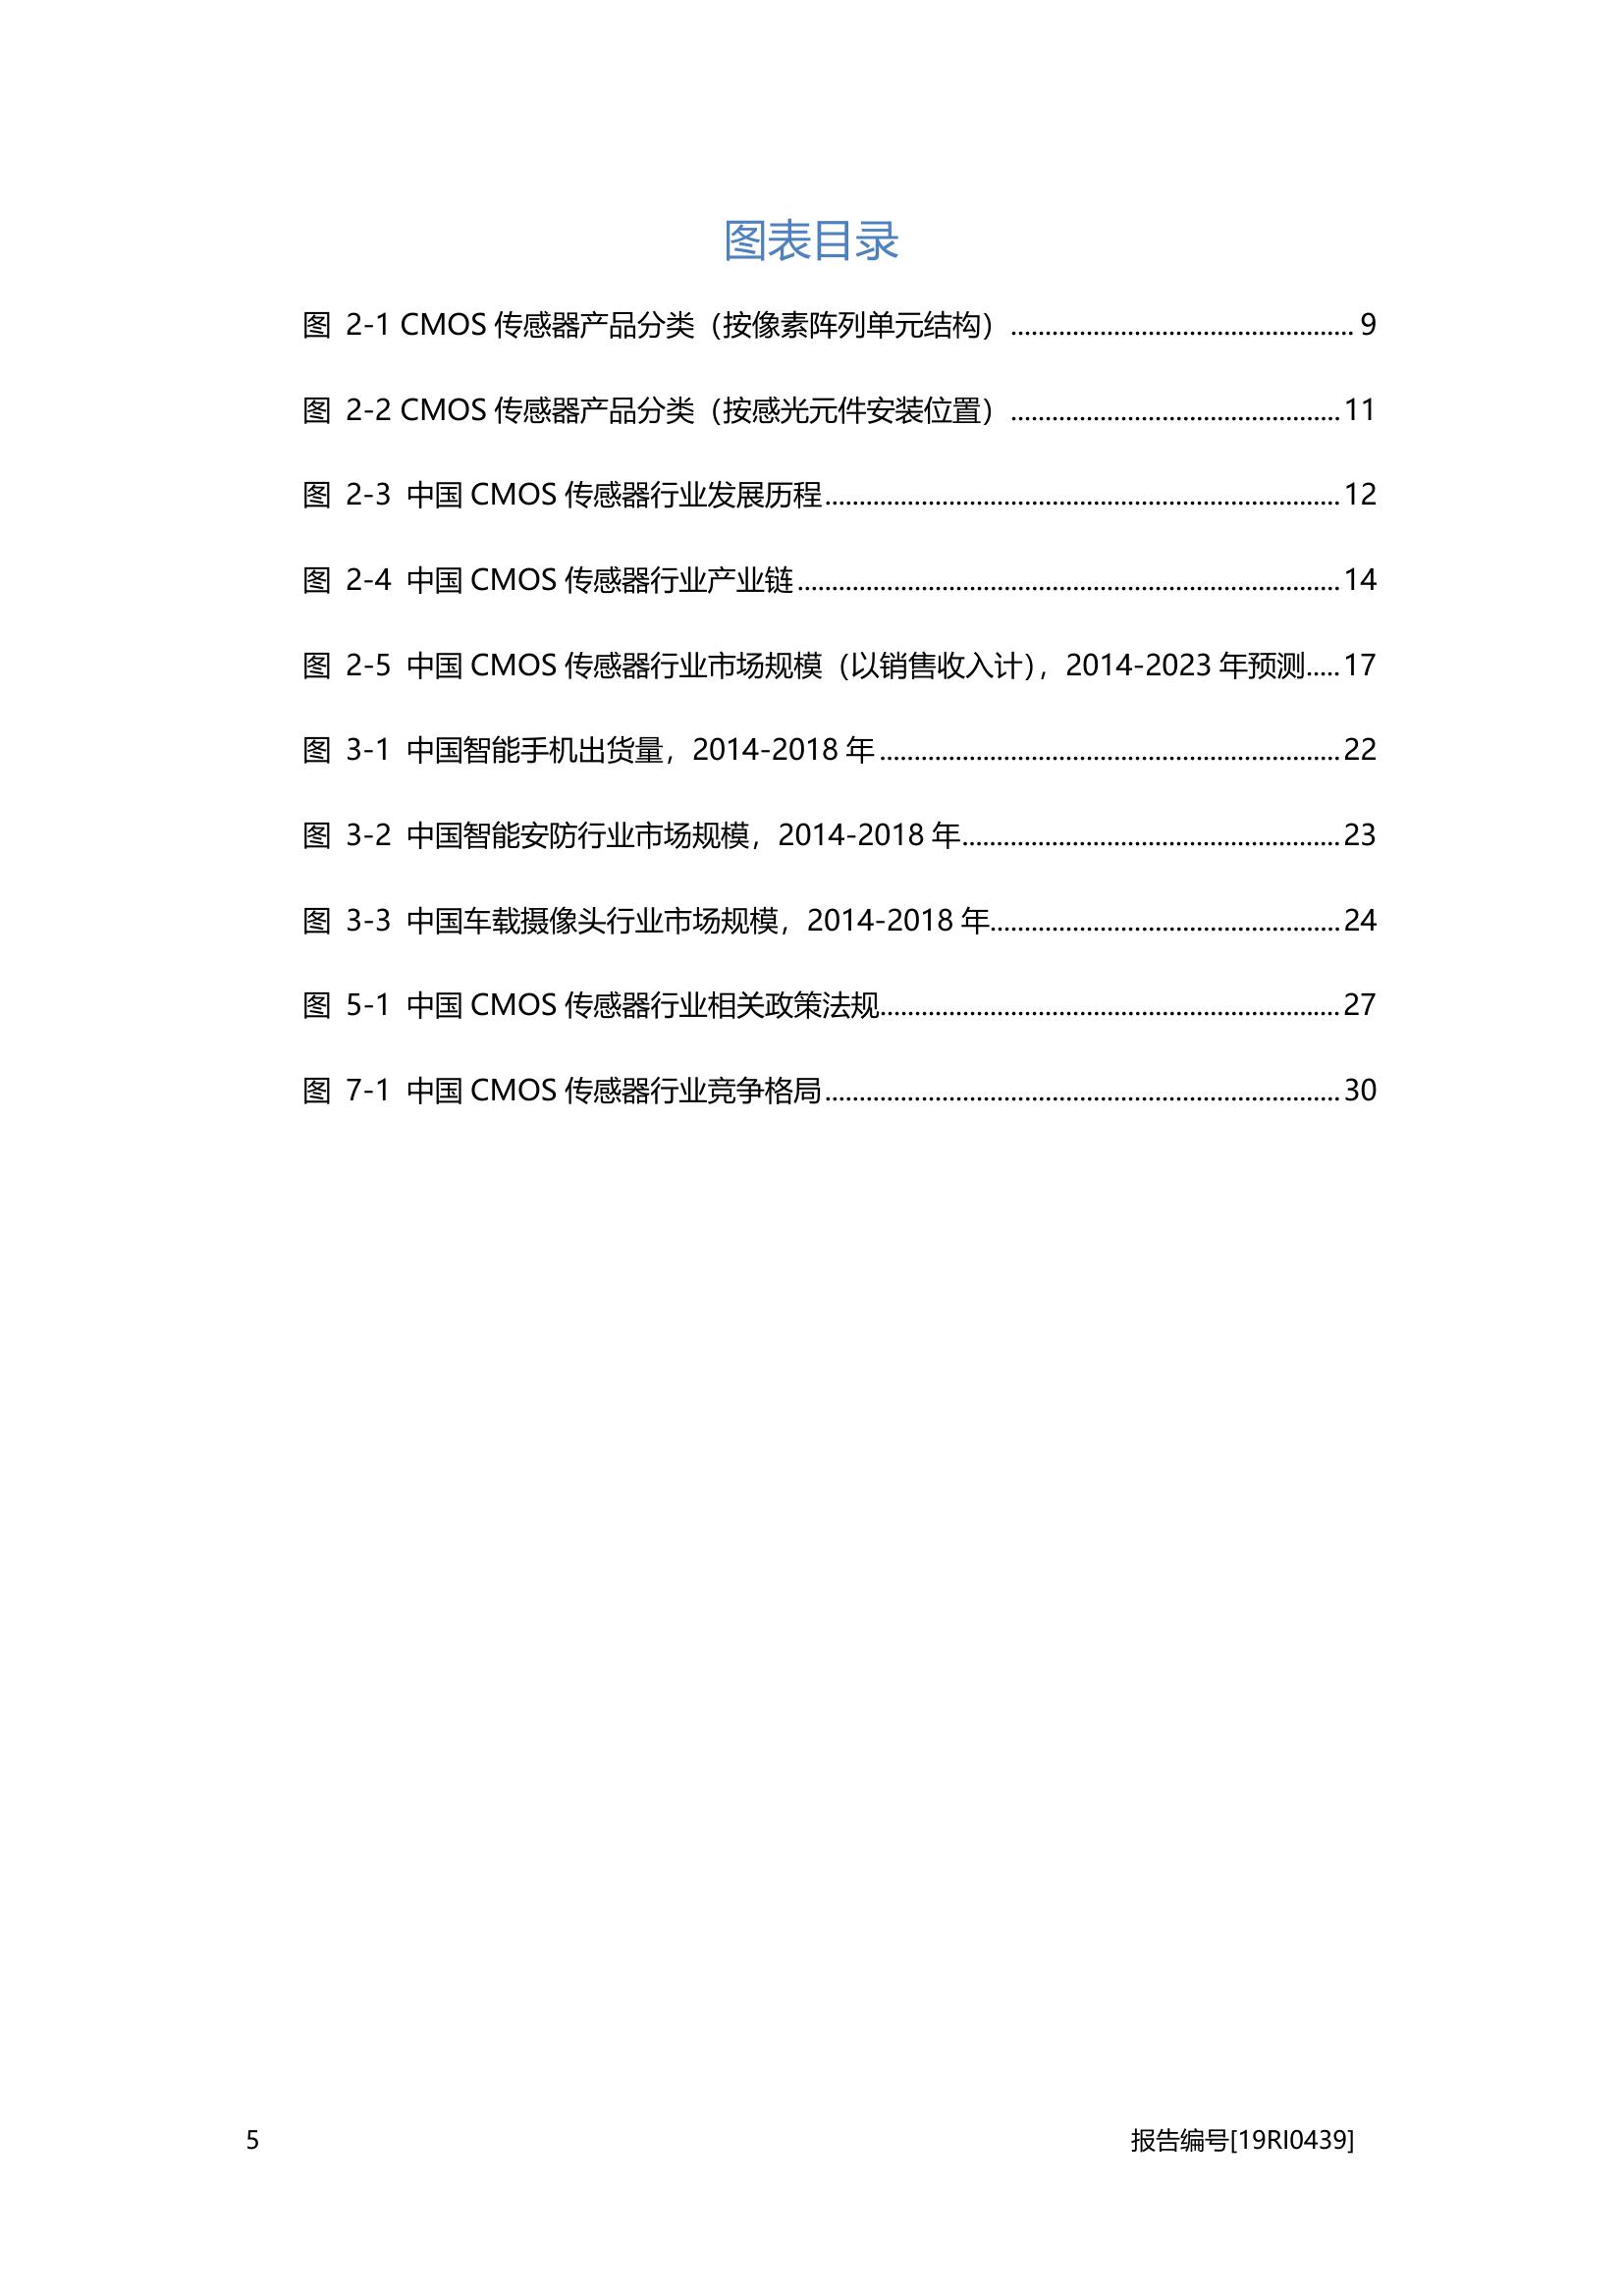 图表目录
图 2-1 CMOS 传感器产品分类（按像素阵列单元结构）.................................................. 9
图 2-2 CMOS 传感器产品分类（按感光元件安装位置）................................................ 11
图 2-3 中国 CMOS 传感器行业发展历程........................................................................... 12
图 2-4 中国 CMOS 传感器行业产业链............................................................................... 14
图 2-5 中国 CMOS 传感器行业市场规模（以销售收入计），2014-2023 年预测..... 17
图 3-1 中国智能手机出货量，2014-2018 年................................................................... 22
图 3-2 中国智能安防行业市场规模，2014-2018 年....................................................... 23
图 3-3 中国车载摄像头行业市场规模，2014-2018 年................................................... 24
图 5-1 中国 CMOS 传感器行业相关政策法规................................................................... 27
图 7-1 中国 CMOS 传感器行业竞争格局........................................................................... 30
5 报告编号[19RI0439]